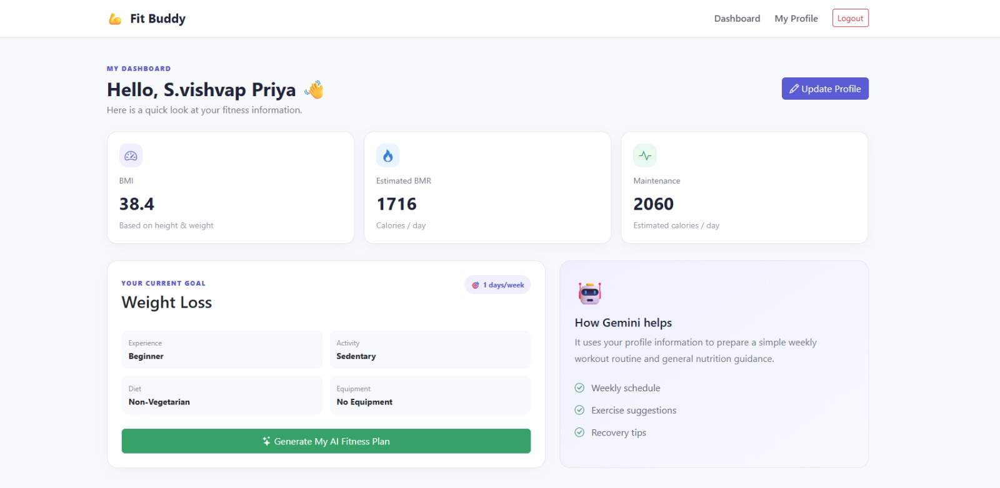 Fit Buddy
Dashboard
My Profile
Logout
MY DASHBOARD
Hello, S.vishvap Priya
Here is a quick look at your fitness information.
Update Profile
BMI
38.4
Based on height & weight
Estimated BMR
1716
Calories / day
Maintenance
2060
Estimated calories / day
YOUR CURRENT GOAL
Weight Loss
1 days/week
Experience
Beginner
Activity
Sedentary
Diet
Non-Vegetarian
Equipment
No Equipment
Generate My AI Fitness Plan
How Gemini helps
It uses your profile information to prepare a simple weekly
workout routine and general nutrition guidance.
Weekly schedule
Exercise suggestions
Recovery tips